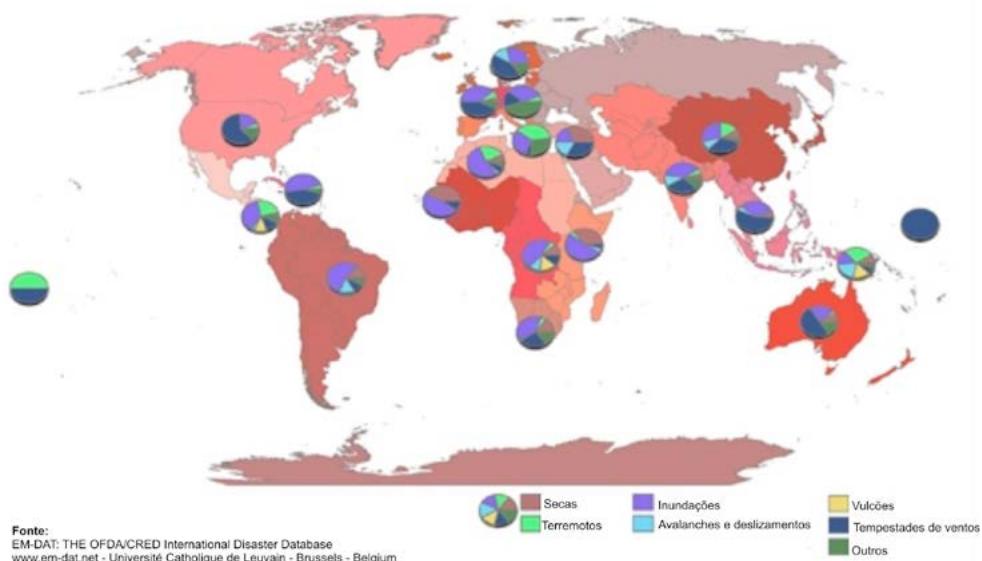 Secas
Terremotos
Inundações
Avalanches e deslizamentos
Vulcões
Tempestades de ventos
Outros
Fonte:
EM-DAT: THE OFDA/CRED International Disaster Database
www.em-dat.net - Université Catholique de Leuvain - Brussels - Belgium